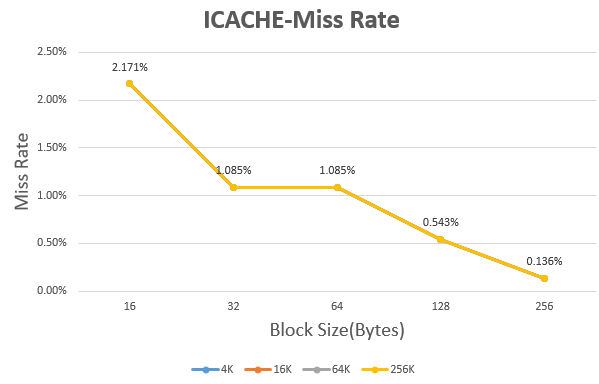 ICACHE-Miss Rate
2.50%
2.171%
2.00%
1.50%
1.085% 1.085%
1.00%
0.543%
0.50%
0.136%
0.00%
16 32 64 128 256
Miss Rate
Block Size(Bytes)
4K 16K 64K 256K